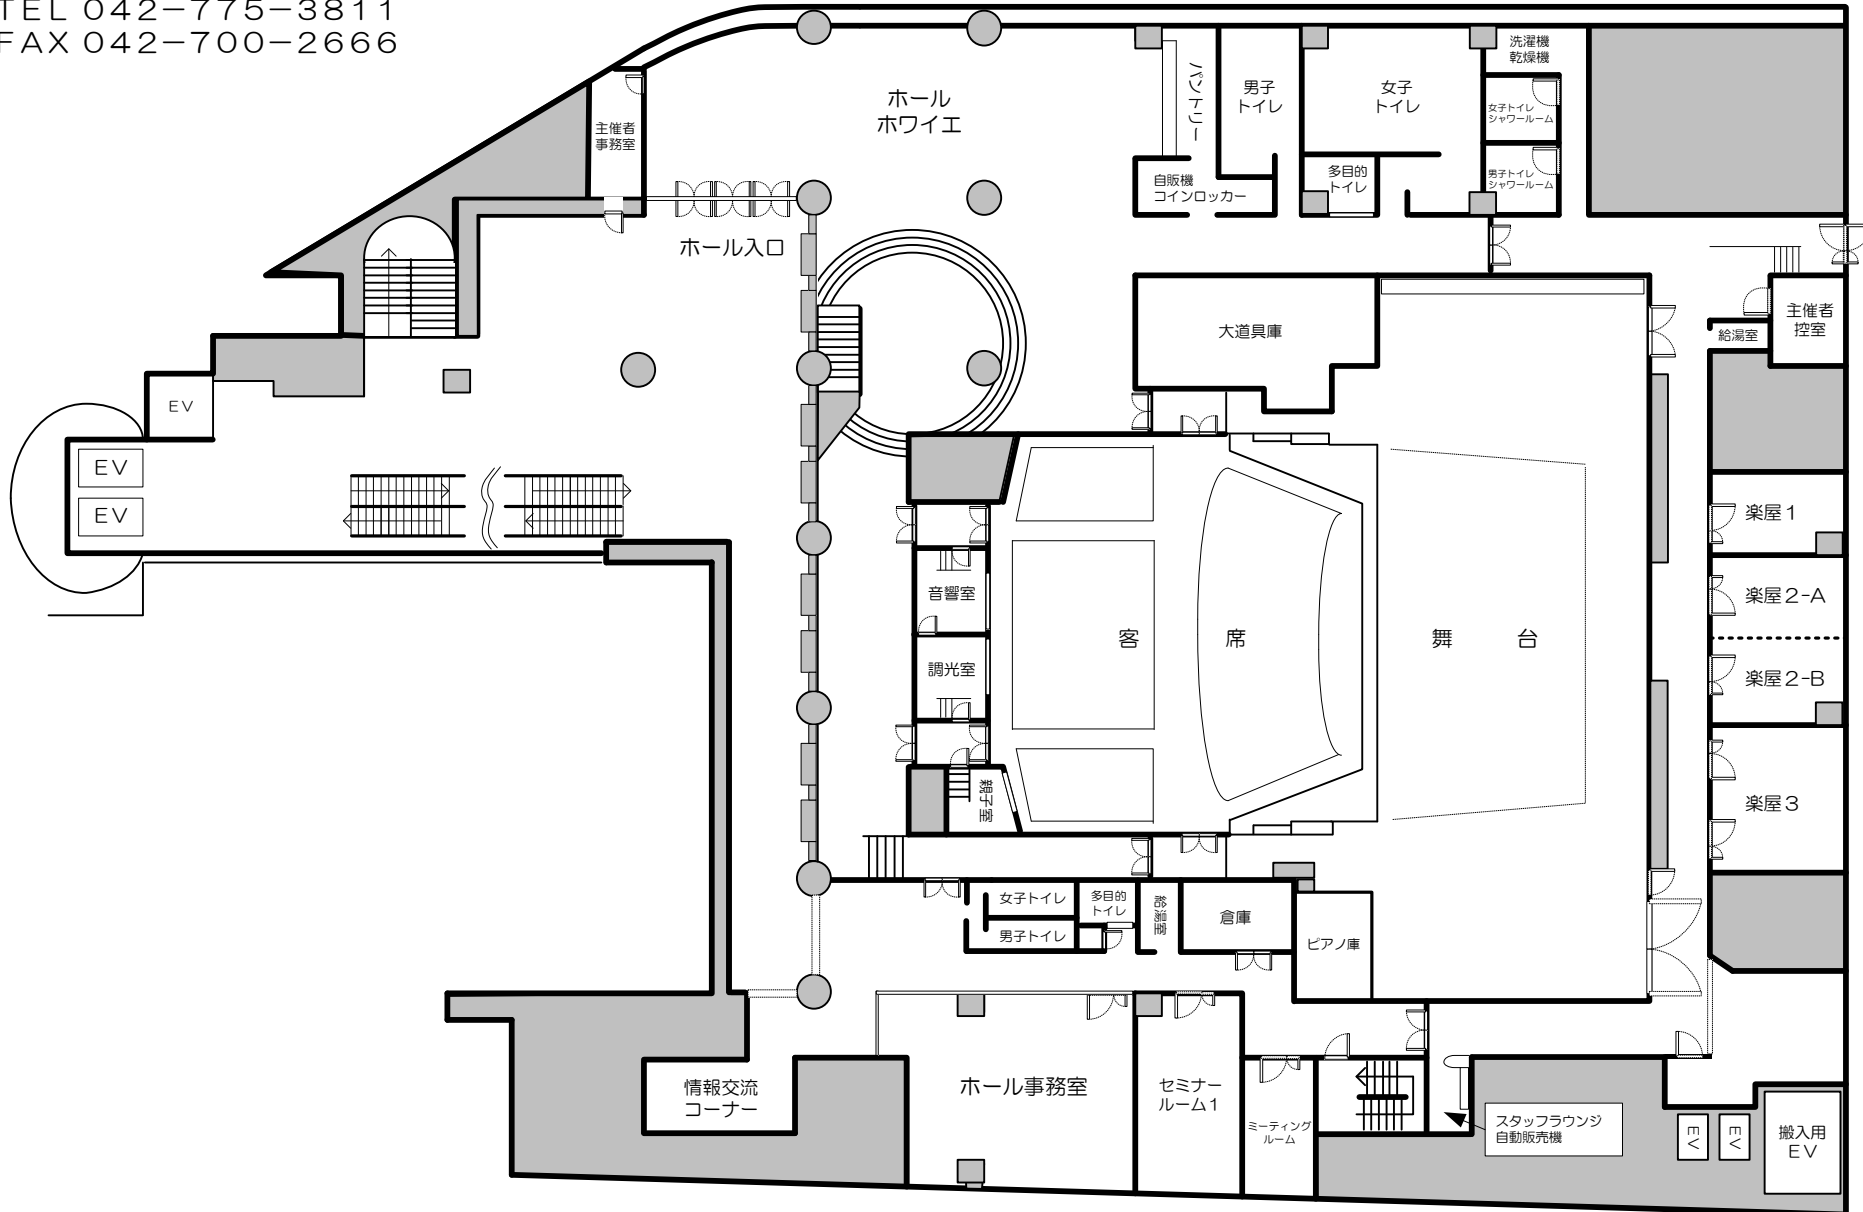 TEL 042-775-3811
FAX 042-700-2666
洗濯機
乾燥機
パントリー
男子
トイレ
女子
トイレ
ホール
ホワイエ
女子トイレ
シャワールーム
主催者
事務室
自販機
コインロッカー
多目的
トイレ
男子トイレ
シャワールーム
ホール入口
大道具庫
給湯室
主催者
控室
EV
EV
EV
楽屋1
音響室
楽屋2-A
客席
舞台
調光室
楽屋2-B
親子室
楽屋3
女子トイレ
男子トイレ
多目的
トイレ
給湯室
倉庫
ピアノ庫
情報交流
コーナー
ホール事務室
セミナー
ルーム1
ミーティング
ルーム
スタッフラウンジ
自動販売機
EV
EV
搬入用
EV